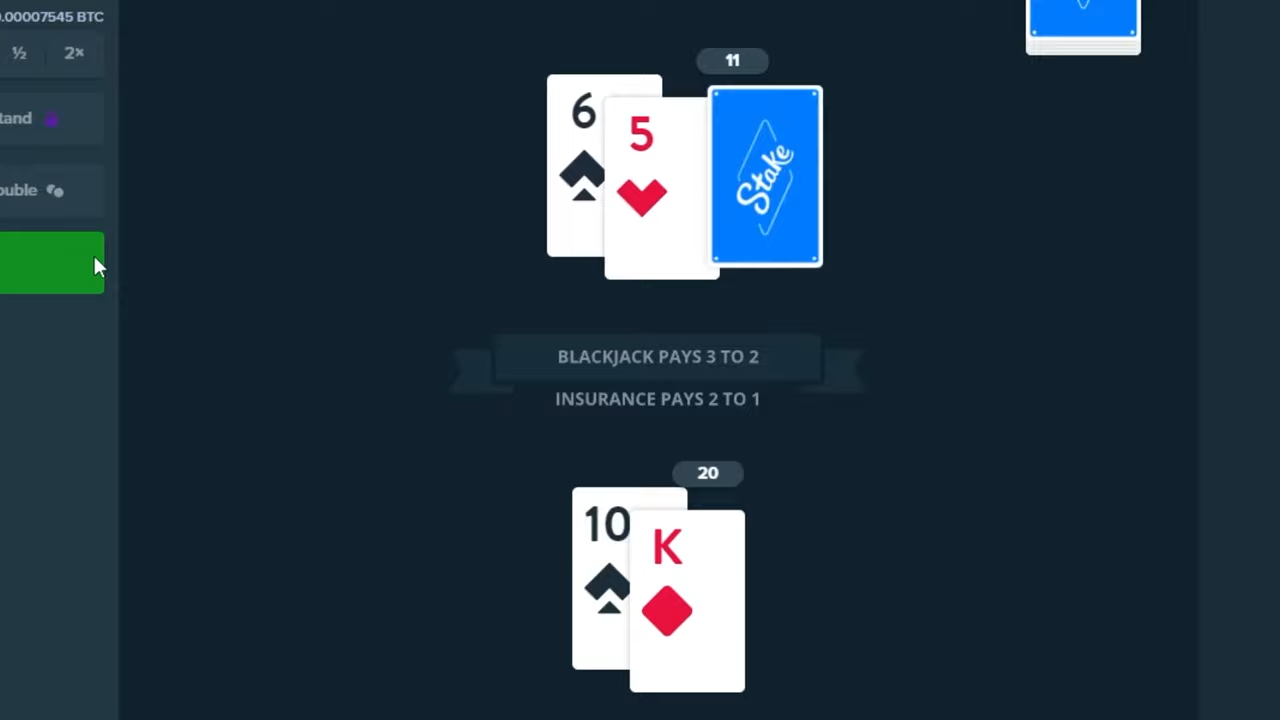 0.00007545 BTC
½ 2×
tand
ouble
11
6
5
Stake
BLACKJACK PAYS 3 TO 2
INSURANCE PAYS 2 TO 1
20
10
K